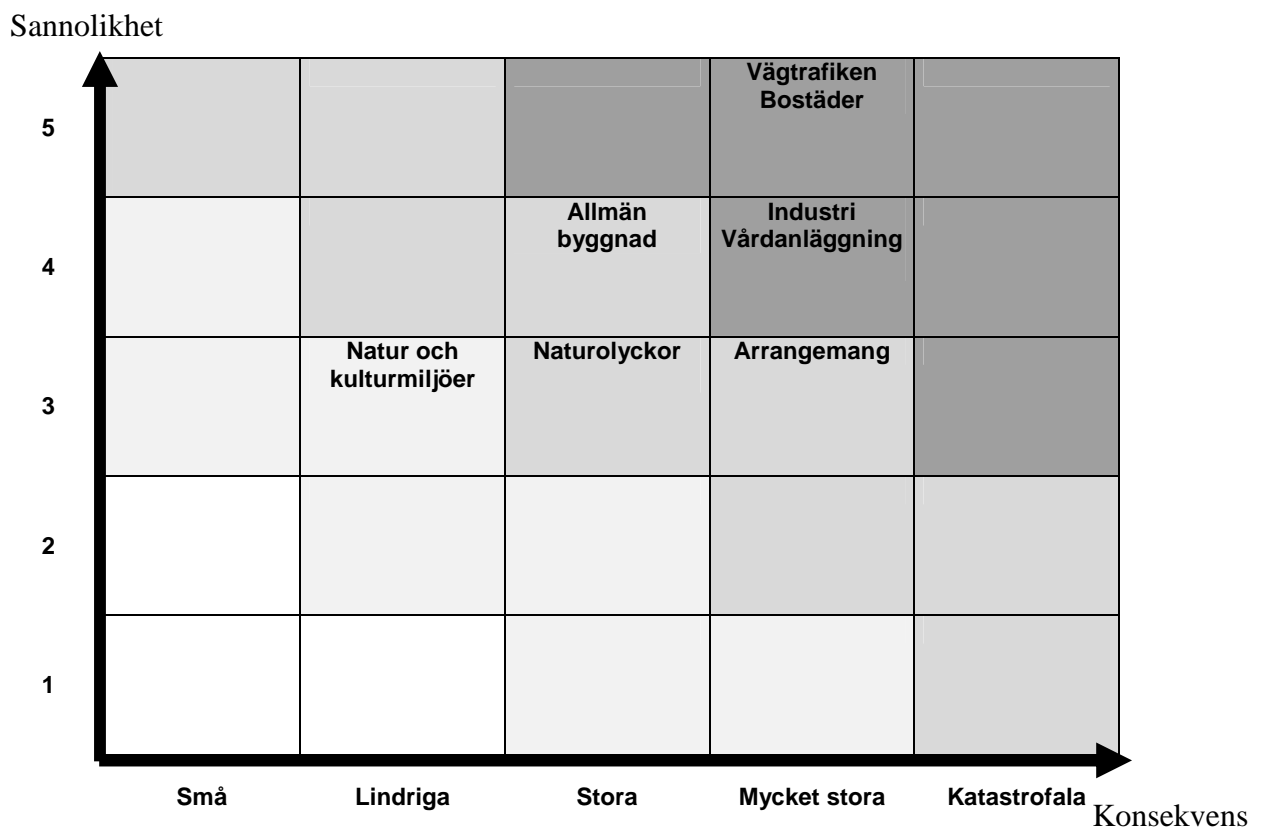 Sannolikhet
Vägtrafiken
Bostäder
5
Allmän
byggnad
Industri
Vårdanläggning
4
Natur och
kulturmiljöer
Naturolyckor
Arrangemang
3
2
1
Små
Lindriga
Stora
Mycket stora
Katastrofala
Konsekvens